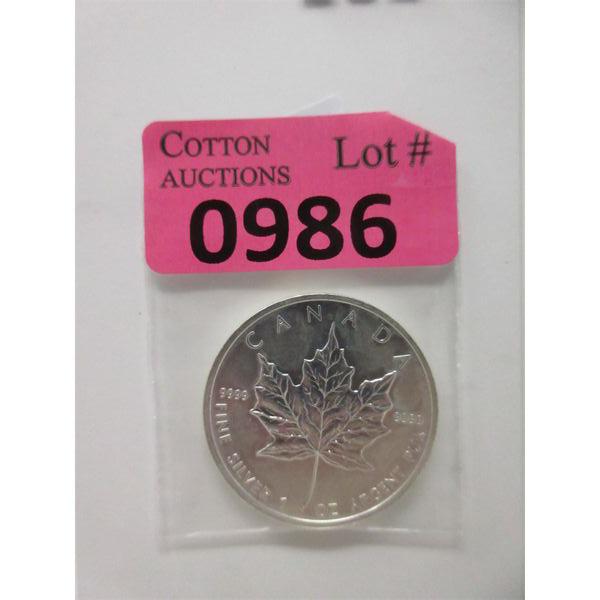 COTTON
AUCTIONS
Lot #
0986
CANADA
9999
9999
FINE SILVER 1 OZ ARGENT PUR